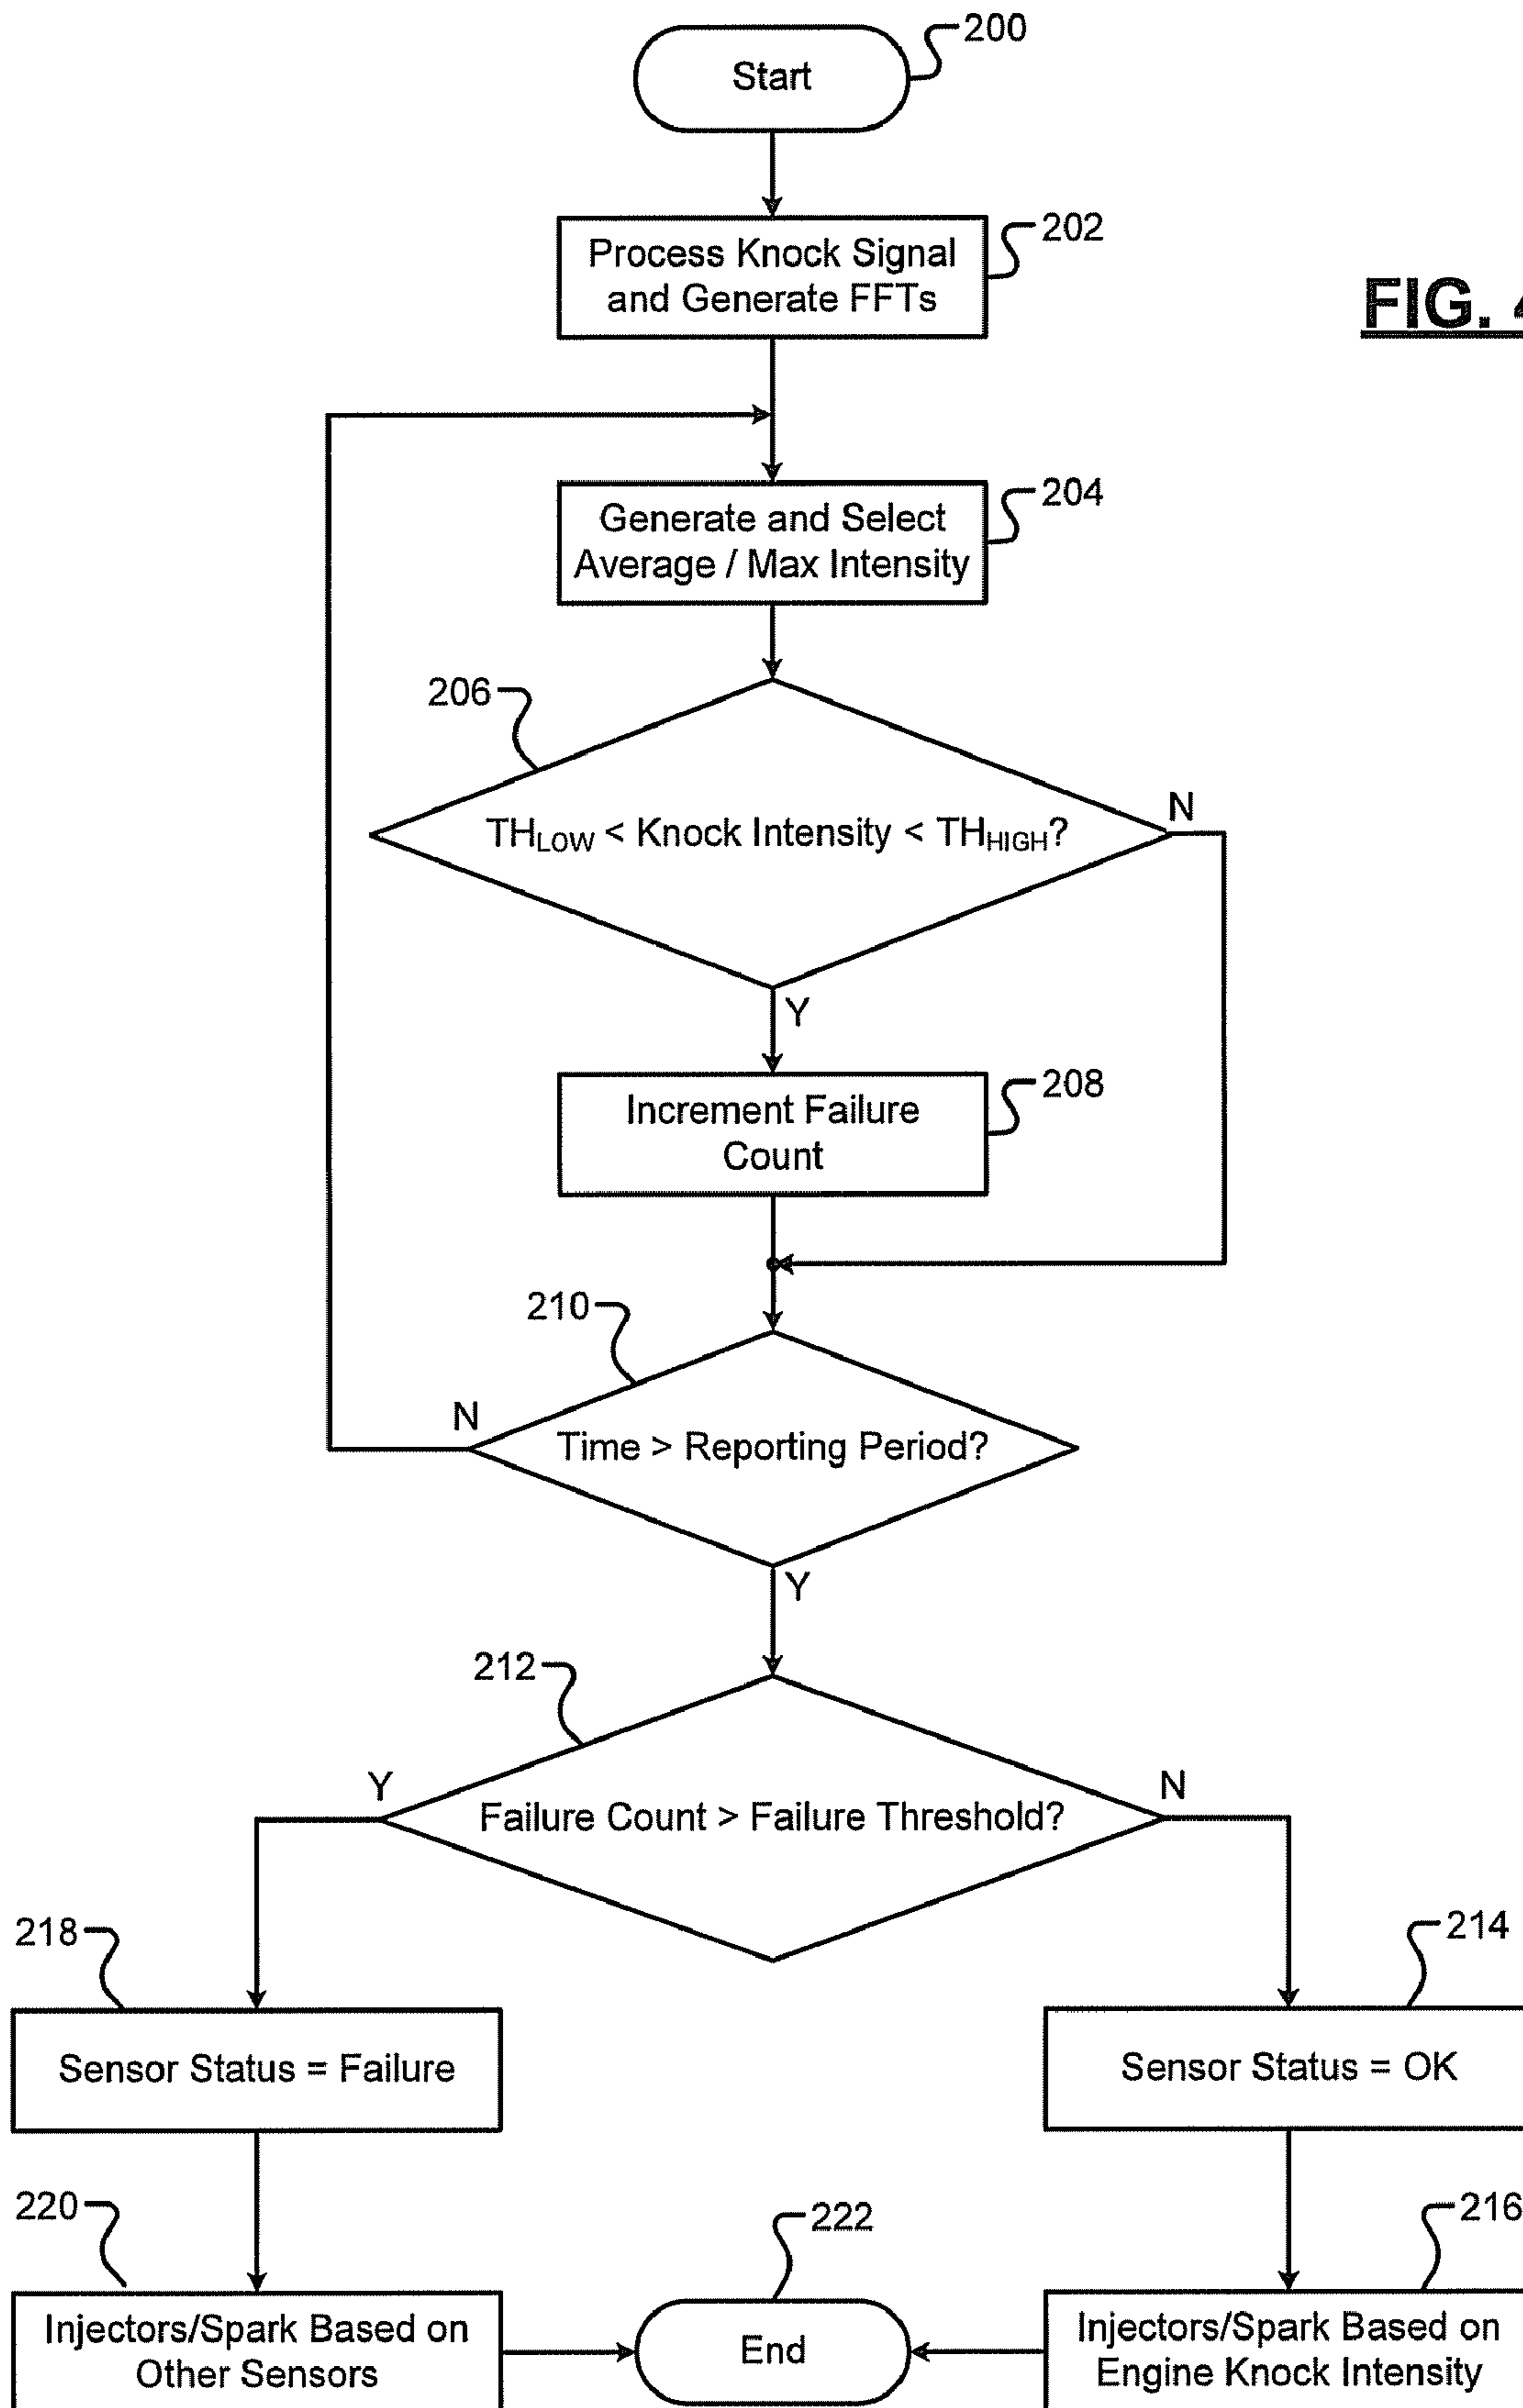 200
Start
202
Process Knock Signal
and Generate FFTs
FIG. 4
204
Generate and Select
Average / Max Intensity
206
N
TH_LOW < Knock Intensity < TH_HIGH?
Y
208
Increment Failure
Count
210
N
Time > Reporting Period?
Y
212
Y
N
Failure Count > Failure Threshold?
218
214
Sensor Status = Failure
Sensor Status = OK
220
222
216
Injectors/Spark Based on
Other Sensors
End
Injectors/Spark Based on
Engine Knock Intensity